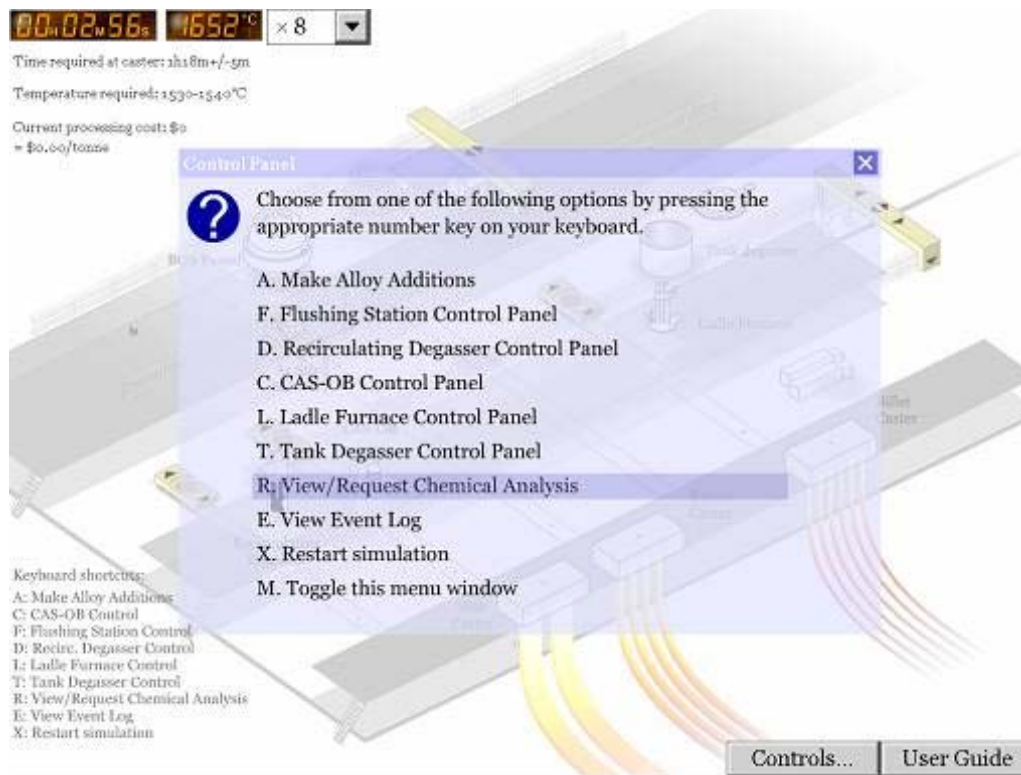 00H02M56S 1652°C × 8
Time required at caster: 1h18m+/-5m
Temperature required: 1530-1540°C
Current processing cost: $0
= $0.00/tonne
Control Panel
Choose from one of the following options by pressing the
appropriate number key on your keyboard.
A. Make Alloy Additions
F. Flushing Station Control Panel
D. Recirculating Degasser Control Panel
C. CAS-OB Control Panel
L. Ladle Furnace Control Panel
T. Tank Degasser Control Panel
R. View/Request Chemical Analysis
E. View Event Log
X. Restart simulation
M. Toggle this menu window
Tank degasser
Ladle Furnace
Billet
Caster
Keyboard shortcuts:
A: Make Alloy Additions
C: CAS-OB Control
F: Flushing Station Control
D: Recirc. Degasser Control
L: Ladle Furnace Control
T: Tank Degasser Control
R: View/Request Chemical Analysis
E: View Event Log
X: Restart simulation
Controls...
User Guide